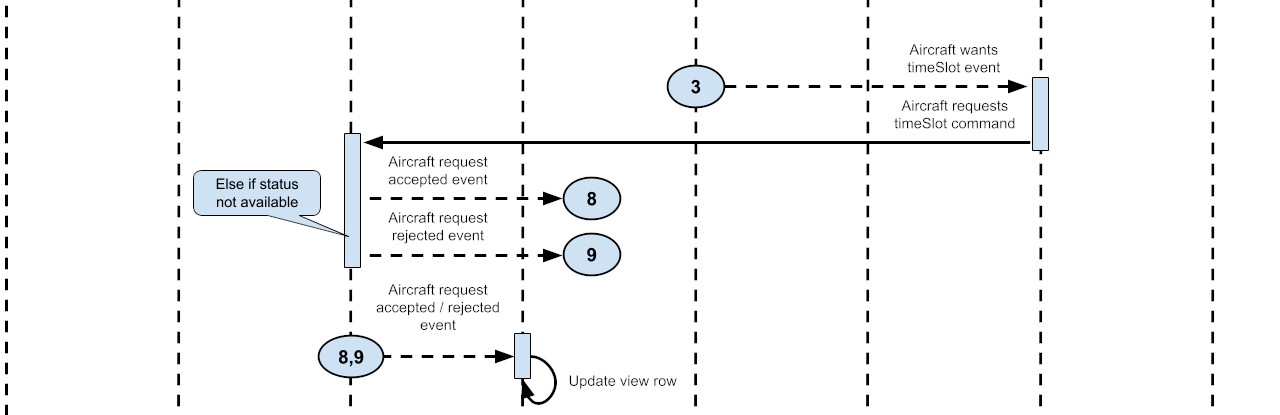 Aircraft wants
timeSlot event
3
Aircraft requests
timeSlot command
Aircraft request
accepted event
8
Else if status
not available
Aircraft request
rejected event
9
Aircraft request
accepted / rejected
event
8,9
Update view row